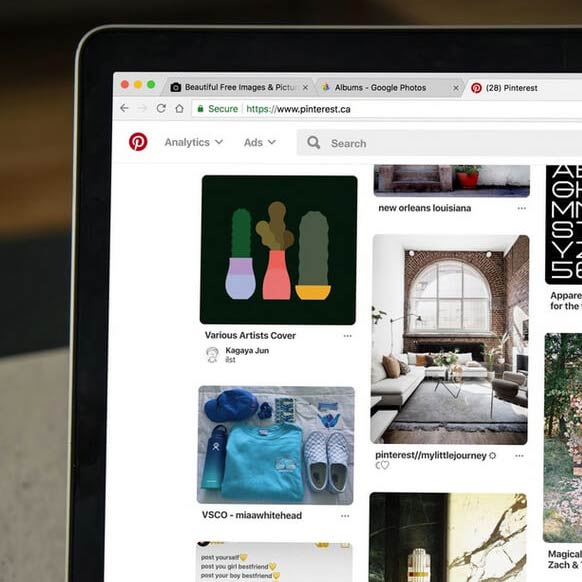 Beautiful Free Images & Pictu
Albums - Google Photos
(28) Pinterest
Secure
https://www.pinterest.ca
Analytics
Ads
Search
new orleans louisiana
Various Artists Cover
Kagaya Jun
ilst
VSCO - miaawhitehead
post yourself💛
post you girl bestfriend💛
post your boy bestfriend💛
pinterest//mylittlejourney
Appare
for the
Magical
Zach &